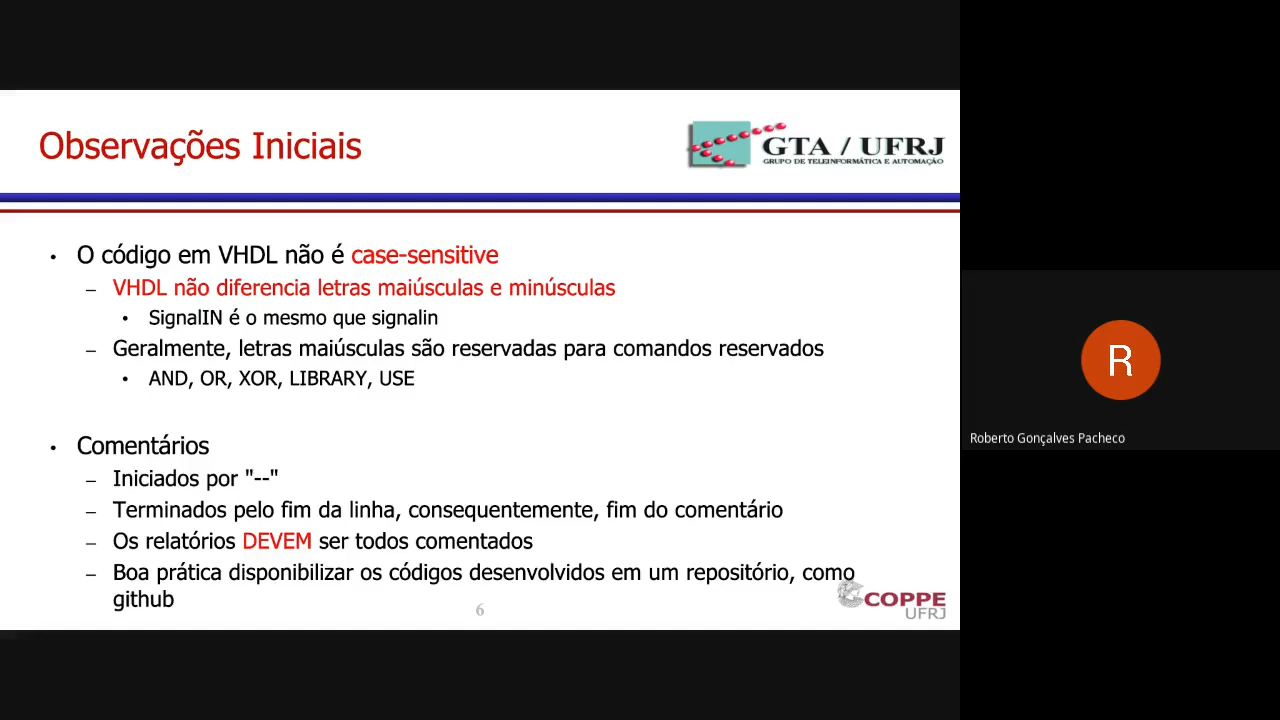 Observações Iniciais
GTA / UFRJ
GRUPO DE TELEINFORMÁTICA E AUTOMAÇÃO
• O código em VHDL não é case-sensitive
– VHDL não diferencia letras maiúsculas e minúsculas
• SignalIN é o mesmo que signalin
– Geralmente, letras maiúsculas são reservadas para comandos reservados
• AND, OR, XOR, LIBRARY, USE
• Comentários
– Iniciados por "--"
– Terminados pelo fim da linha, consequentemente, fim do comentário
– Os relatórios DEVEM ser todos comentados
– Boa prática disponibilizar os códigos desenvolvidos em um repositório, como
github
6
COPPE
UFRJ
R
Roberto Gonçalves Pacheco